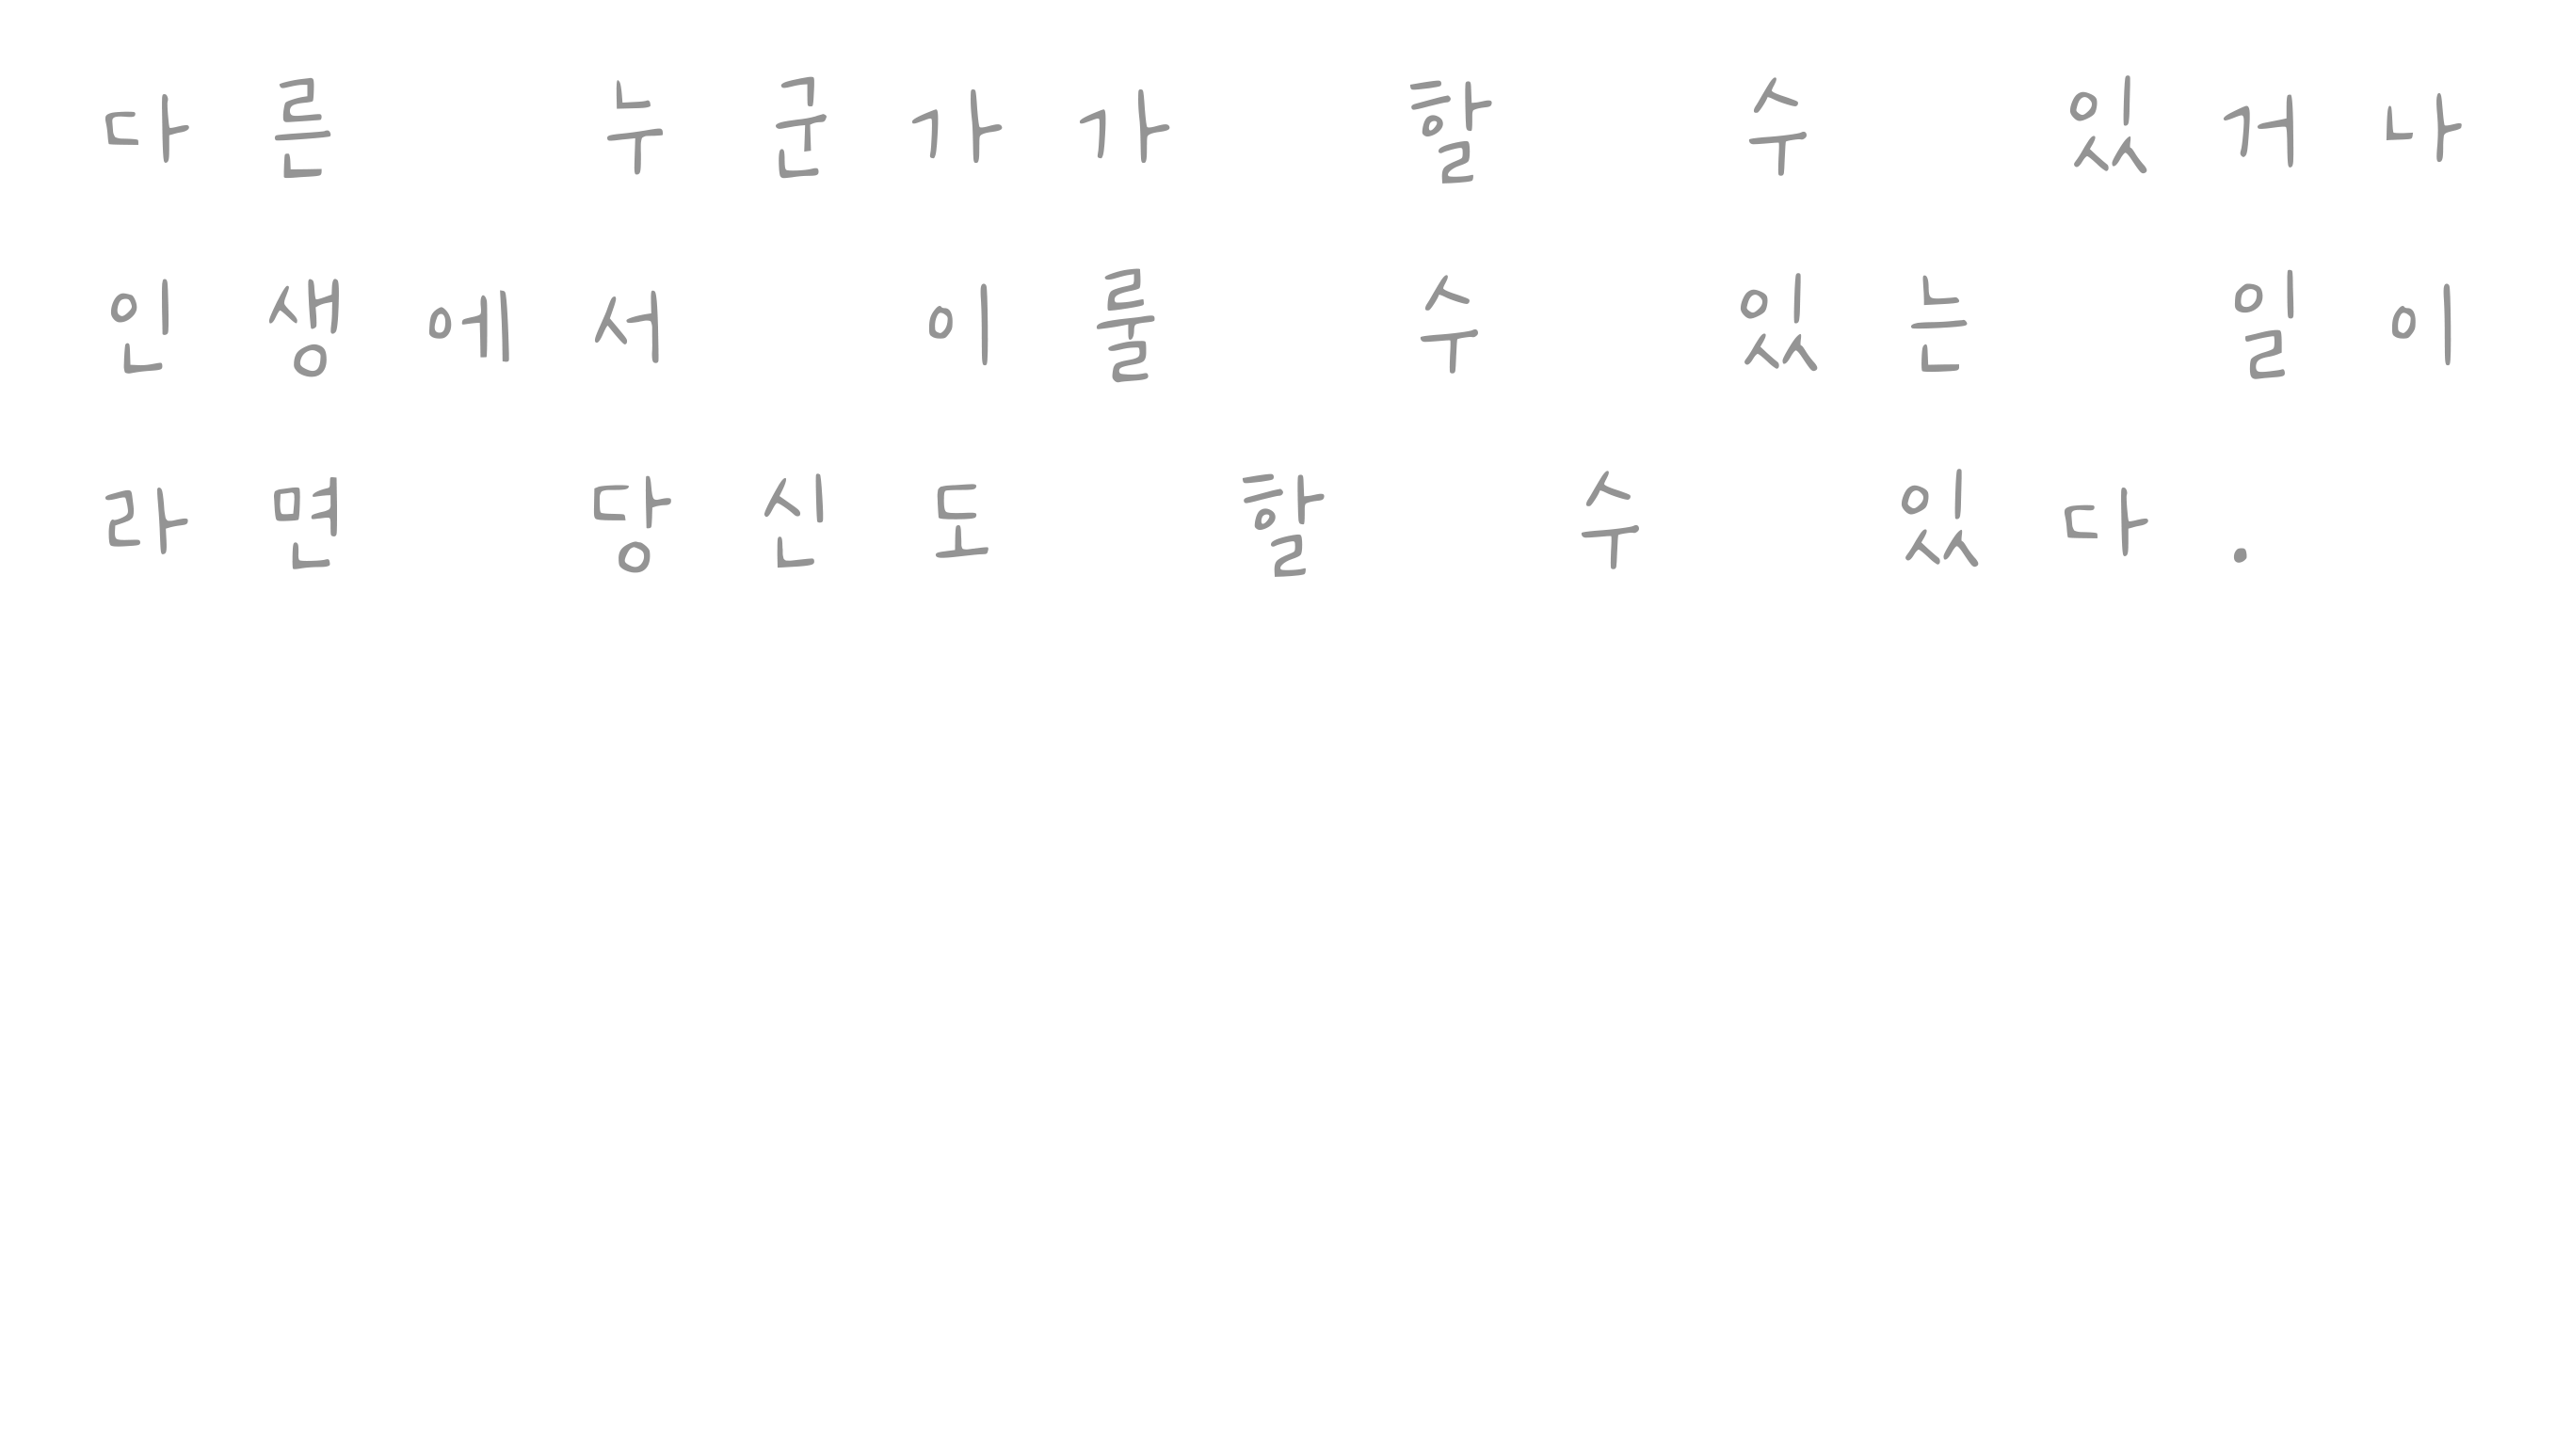 다른 누군가가 할 수 있거나
인생에서 이룰 수 있는 일이
라면 당신도 할 수 있다.